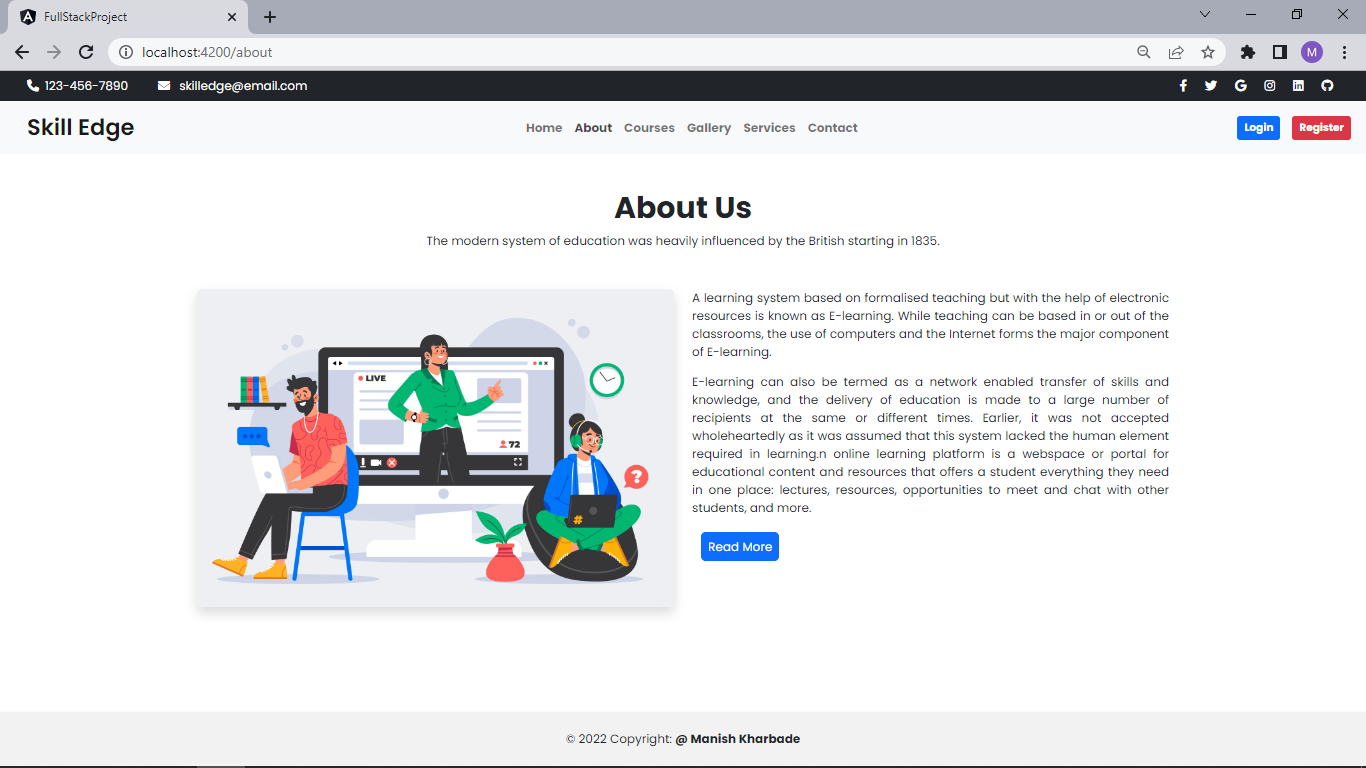 FullStackProject
localhost:4200/about
M
123-456-7890 skilledge@email.com
Skill Edge
Home About Courses Gallery Services Contact
Login Register
About Us
The modern system of education was heavily influenced by the British starting in 1835.
LIVE
72
?
#
A learning system based on formalised teaching but with the help of electronic
resources is known as E-learning. While teaching can be based in or out of the
classrooms, the use of computers and the Internet forms the major component
of E-learning.
E-learning can also be termed as a network enabled transfer of skills and
knowledge, and the delivery of education is made to a large number of
recipients at the same or different times. Earlier, it was not accepted
wholeheartedly as it was assumed that this system lacked the human element
required in learning.n online learning platform is a webspace or portal for
educational content and resources that offers a student everything they need
in one place: lectures, resources, opportunities to meet and chat with other
students, and more.
Read More
© 2022 Copyright: @ Manish Kharbade